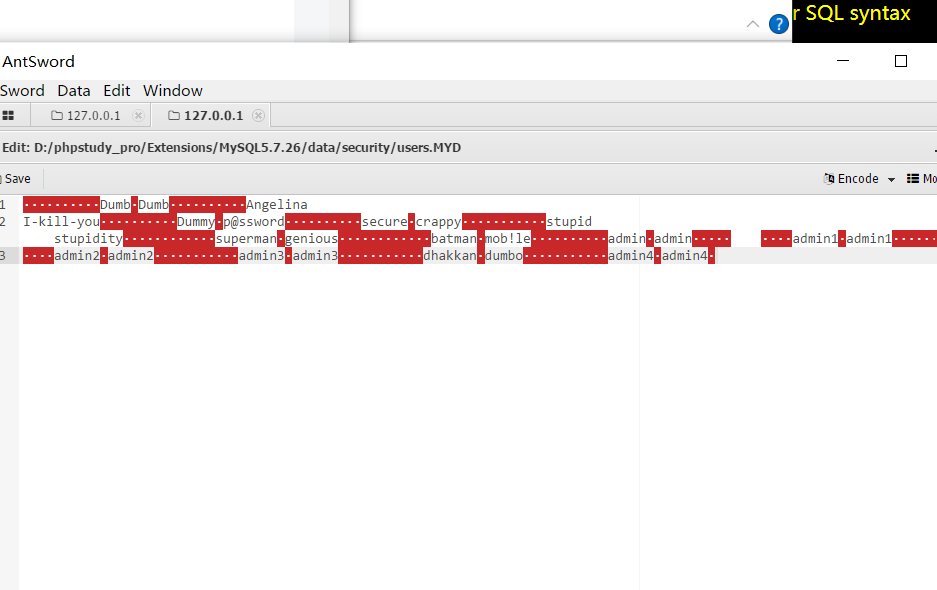 r SQL syntax
AntSword
Sword Data Edit Window
127.0.0.1 127.0.0.1
Edit: D:/phpstudy_pro/Extensions/MySQL5.7.26/data/security/users.MYD
Save Encode Mo
1 Dumb Dumb Angelina
2 I-kill-you Dummy p@ssword secure crappy stupid
stupidity superman genious batman mob!le admin admin admin1 admin1
3 admin2 admin2 admin3 admin3 dhakkan dumbo admin4 admin4